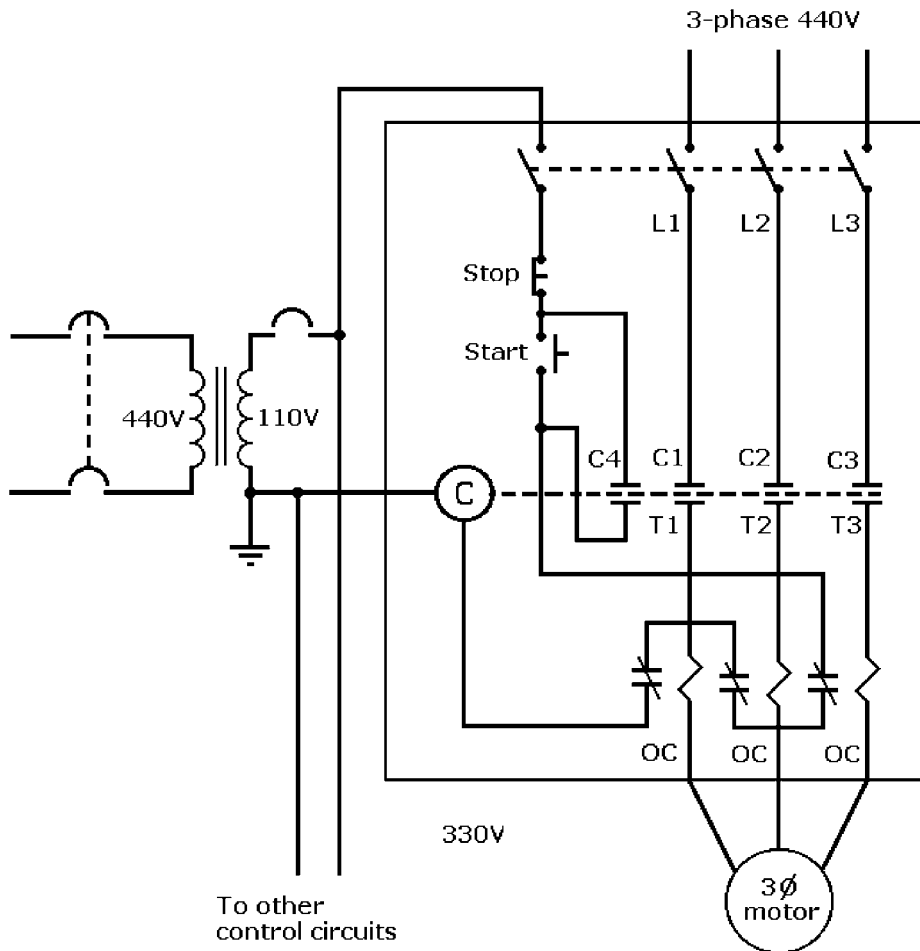 3-phase 440V
L1 L2 L3
Stop
Start
440V 110V
C4 C1 C2 C3
C
T1 T2 T3
OC OC OC
330V
3Ø
motor
To other
control circuits